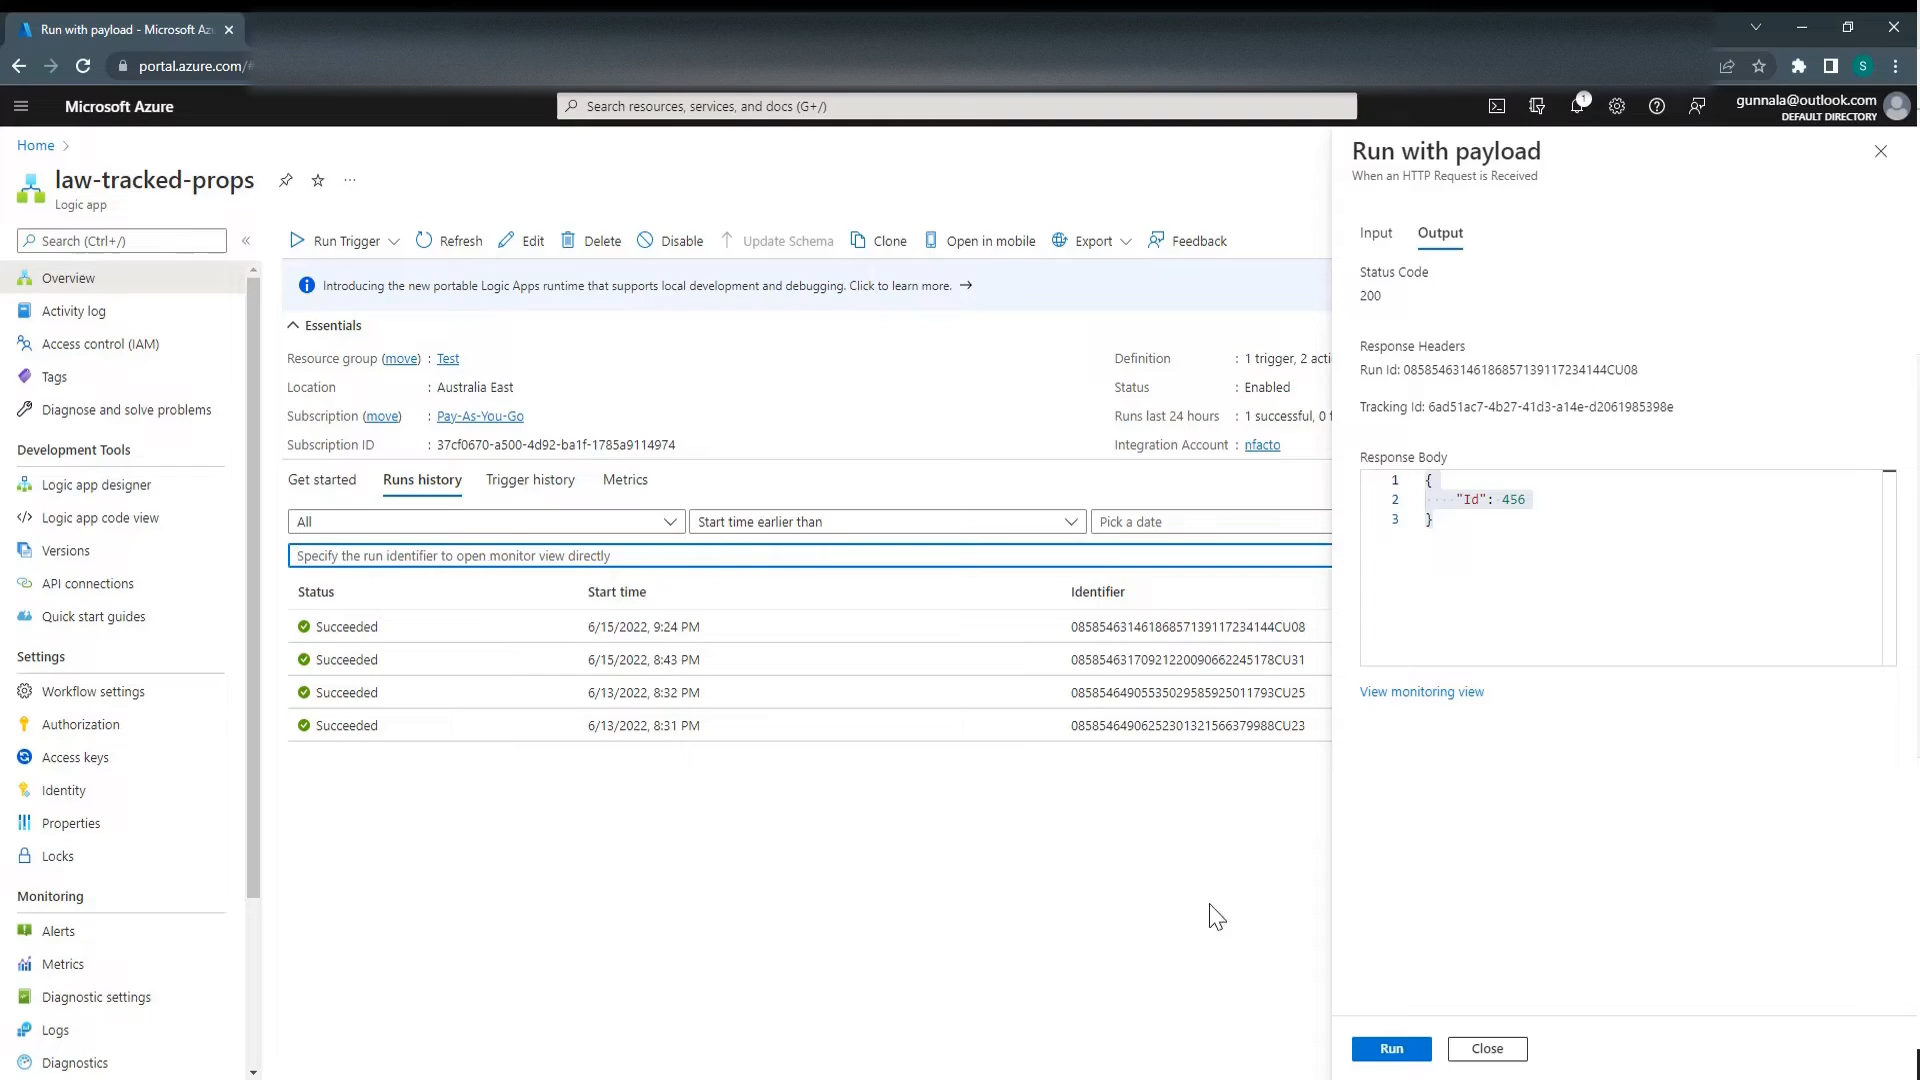 Run with payload - Microsoft Az
portal.azure.com/#
S
Microsoft Azure
Search resources, services, and docs (G+/)
1
gunnala@outlook.com
DEFAULT DIRECTORY
Home
law-tracked-props
Logic app
Search (Ctrl+/)
Overview
Activity log
Access control (IAM)
Tags
Diagnose and solve problems
Development Tools
Logic app designer
Logic app code view
Versions
API connections
Quick start guides
Settings
Workflow settings
Authorization
Access keys
Identity
Properties
Locks
Monitoring
Alerts
Metrics
Diagnostic settings
Logs
Diagnostics
Run Trigger Refresh Edit Delete Disable Update Schema Clone Open in mobile Export Feedback
Introducing the new portable Logic Apps runtime that supports local development and debugging. Click to learn more. →
Essentials
Resource group (move) : Test
Location : Australia East
Subscription (move) : Pay-As-You-Go
Subscription ID : 37cf0670-a500-4d92-ba1f-1785a9114974
Definition : 1 trigger, 2 acti
Status : Enabled
Runs last 24 hours : 1 successful, 0 f
Integration Account : nfacto
Get started Runs history Trigger history Metrics
All Start time earlier than Pick a date
Specify the run identifier to open monitor view directly
Status Start time Identifier
Succeeded 6/15/2022, 9:24 PM 08585463146186857139117234144CU08
Succeeded 6/15/2022, 8:43 PM 08585463170921220090662245178CU31
Succeeded 6/13/2022, 8:32 PM 08585464905535029585925011793CU25
Succeeded 6/13/2022, 8:31 PM 08585464906252301321566379988CU23
Run with payload
When an HTTP Request is Received
Input Output
Status Code
200
Response Headers
Run Id: 08585463146186857139117234144CU08
Tracking Id: 6ad51ac7-4b27-41d3-a14e-d2061985398e
Response Body
1 {
2 "Id": 456
3 }
View monitoring view
Run Close